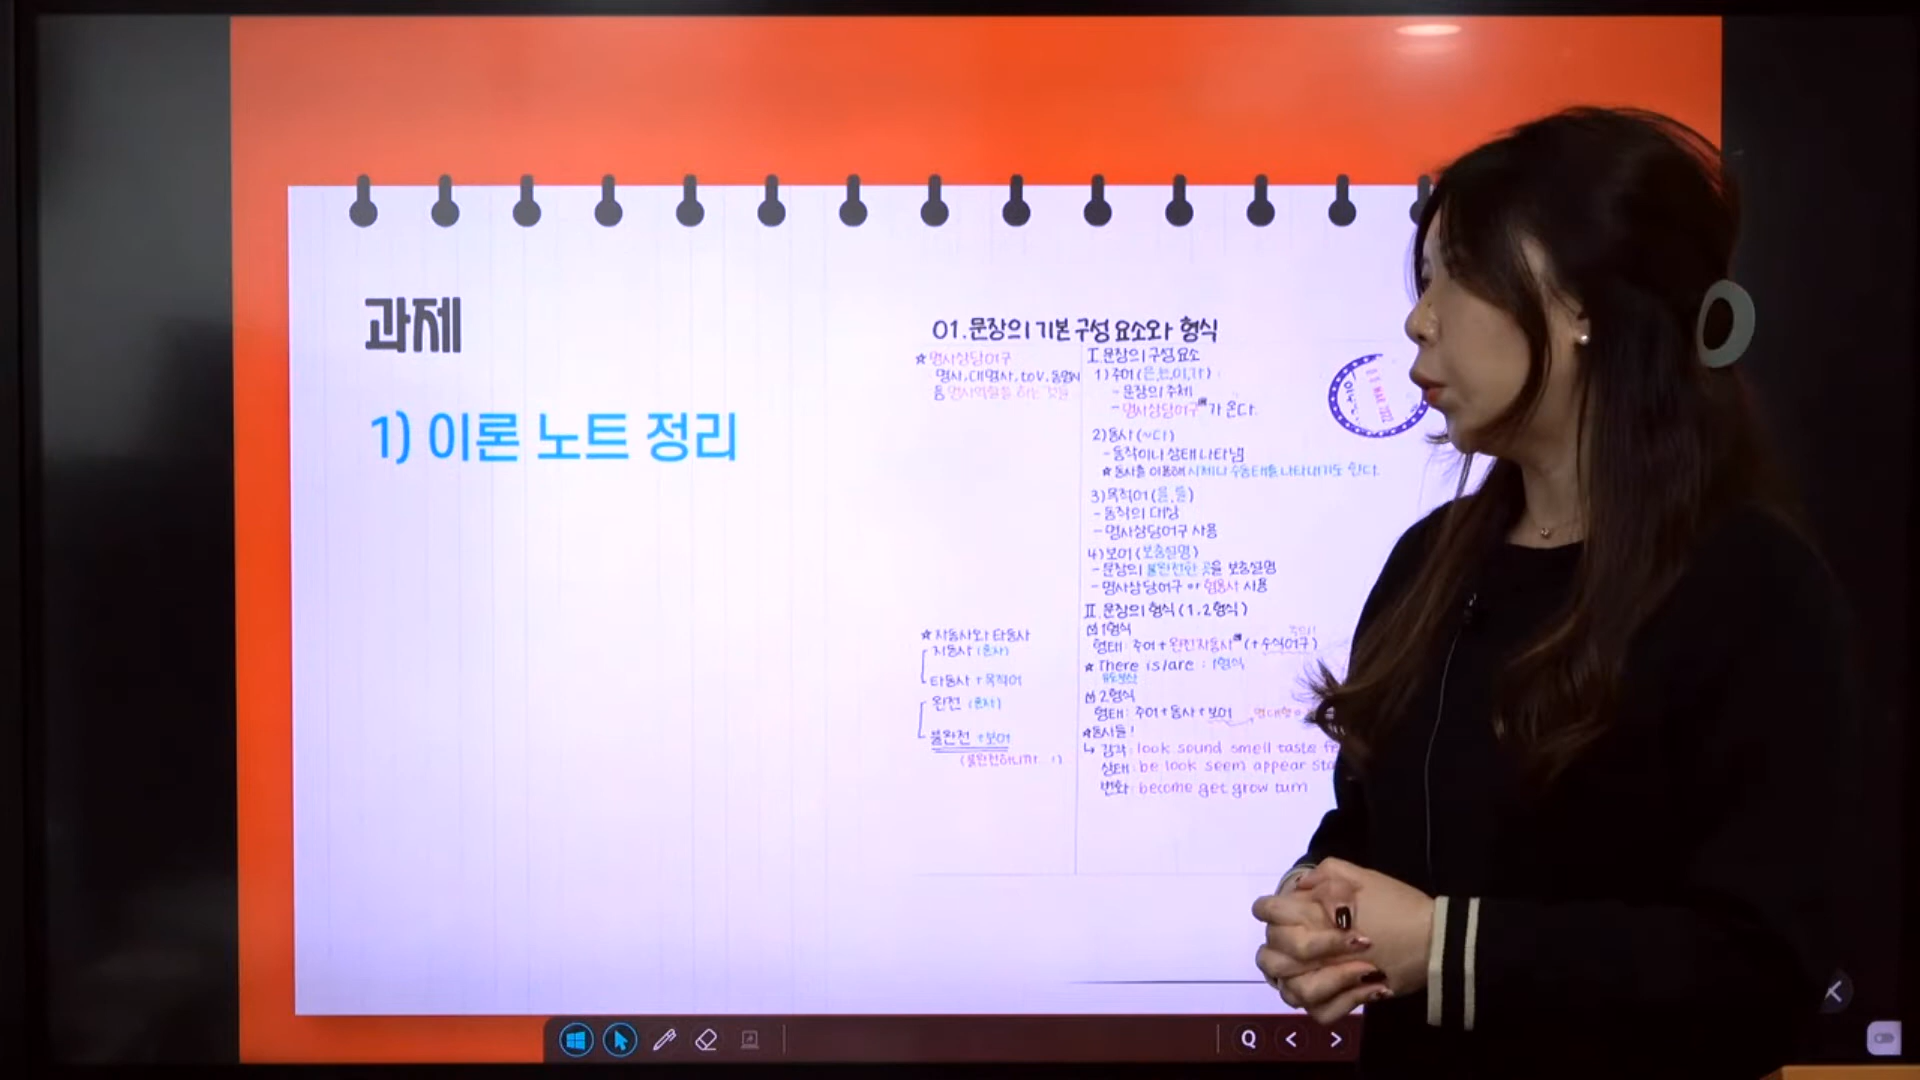 과제
1) 이론 노트 정리
01. 문장의 기본 구성 요소와 형식
☆ 명사상당어구
명사, 대명사, toV, 동명사
등 명사역할을 하는 것들
I. 문장의 구성요소
1) 주어 (은, 는, 이, 가)
- 문장의 주체
- 명사상당어구가 온다.
2) 동사 (~다)
- 동작이나 상태 나타냄
☆ 동사를 이용해 시제나 수동태를 나타내기도 한다.
3) 목적어 (을, 를)
- 동작의 대상
- 명사상당어구 사용
4) 보어 (보충설명)
- 문장의 불완전한 곳을 보충설명
- 명사상당어구 or 형용사 사용
II. 문장의 형식 (1, 2형식)
1형식
형태: 주어 + 완전자동사 (+수식어구)
☆ There is/are : 1형식
2형식
형태: 주어 + 동사 + 보어
☆ 동사들!
↳ 감각: look sound smell taste
상태: be look seem appear
변화: become get grow turn
☆ 자동사와 타동사
자동사 (혼자)
타동사 + 목적어
완전 (혼자)
불완전 + 보어
(불완전하니까...!)
MAR 2022
Q